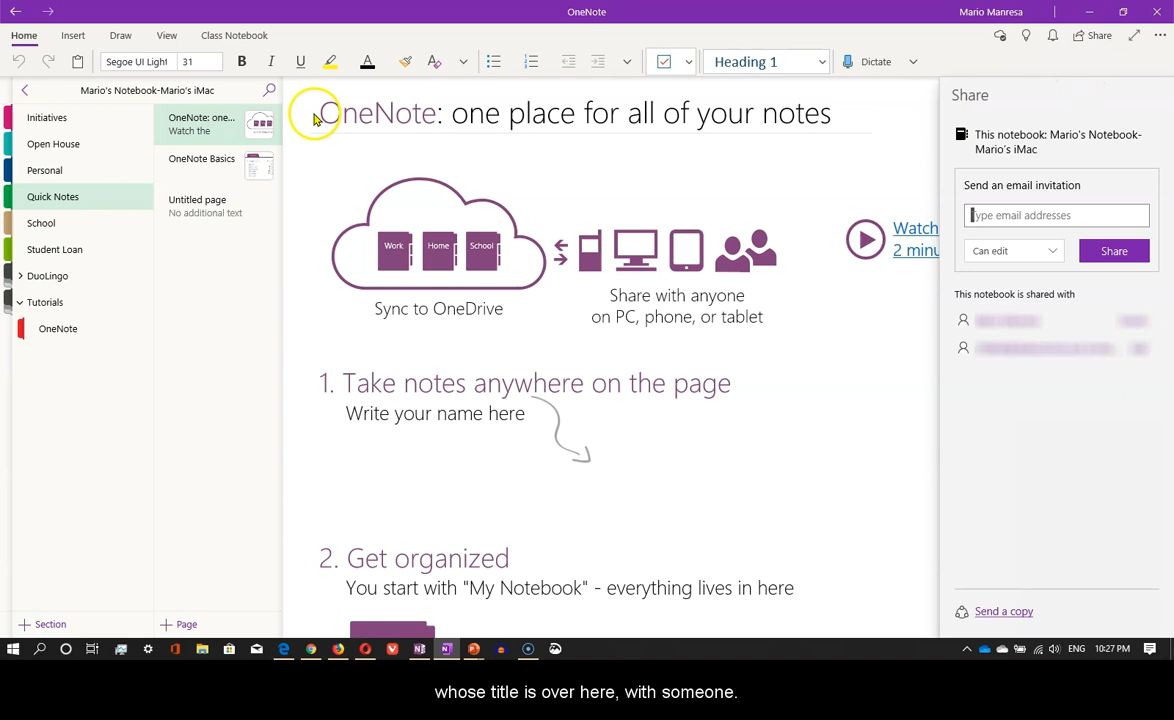 OneNote
Mario Manresa
Home
Insert
Draw
View
Class Notebook
Share
Segoe UI Light
31
B
I
U
A
A
Heading 1
Dictate
Mario's Notebook-Mario's iMac
Initiatives
Open House
Personal
Quick Notes
School
Student Loan
DuoLingo
Tutorials
OneNote
OneNote: one...
Watch the
OneNote Basics
Untitled page
No additional text
Section
Page
OneNote: one place for all of your notes
Work
Home
School
Sync to OneDrive
Share with anyone
on PC, phone, or tablet
Watch
2 minu
1. Take notes anywhere on the page
Write your name here
2. Get organized
You start with "My Notebook" - everything lives in here
Share
This notebook: Mario's Notebook-
Mario's iMac
Send an email invitation
Type email addresses
Can edit
Share
This notebook is shared with
Send a copy
ENG
10:27 PM
whose title is over here, with someone.